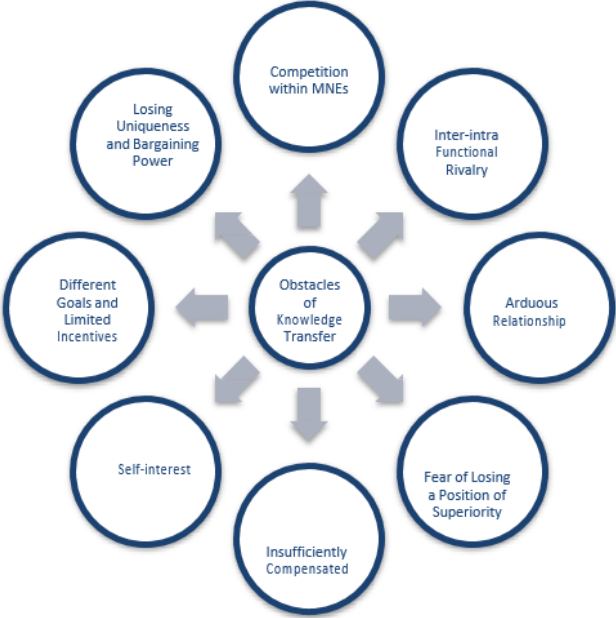 Competition
within MNEs
Losing
Uniqueness
and Bargaining
Power
Inter-intra
Functional
Rivalry
Different
Goals and
Limited
Incentives
Obstacles
of
Knowledge
Transfer
Arduous
Relationship
Self-interest
Fear of Losing
a Position of
Superiority
Insufficiently
Compensated